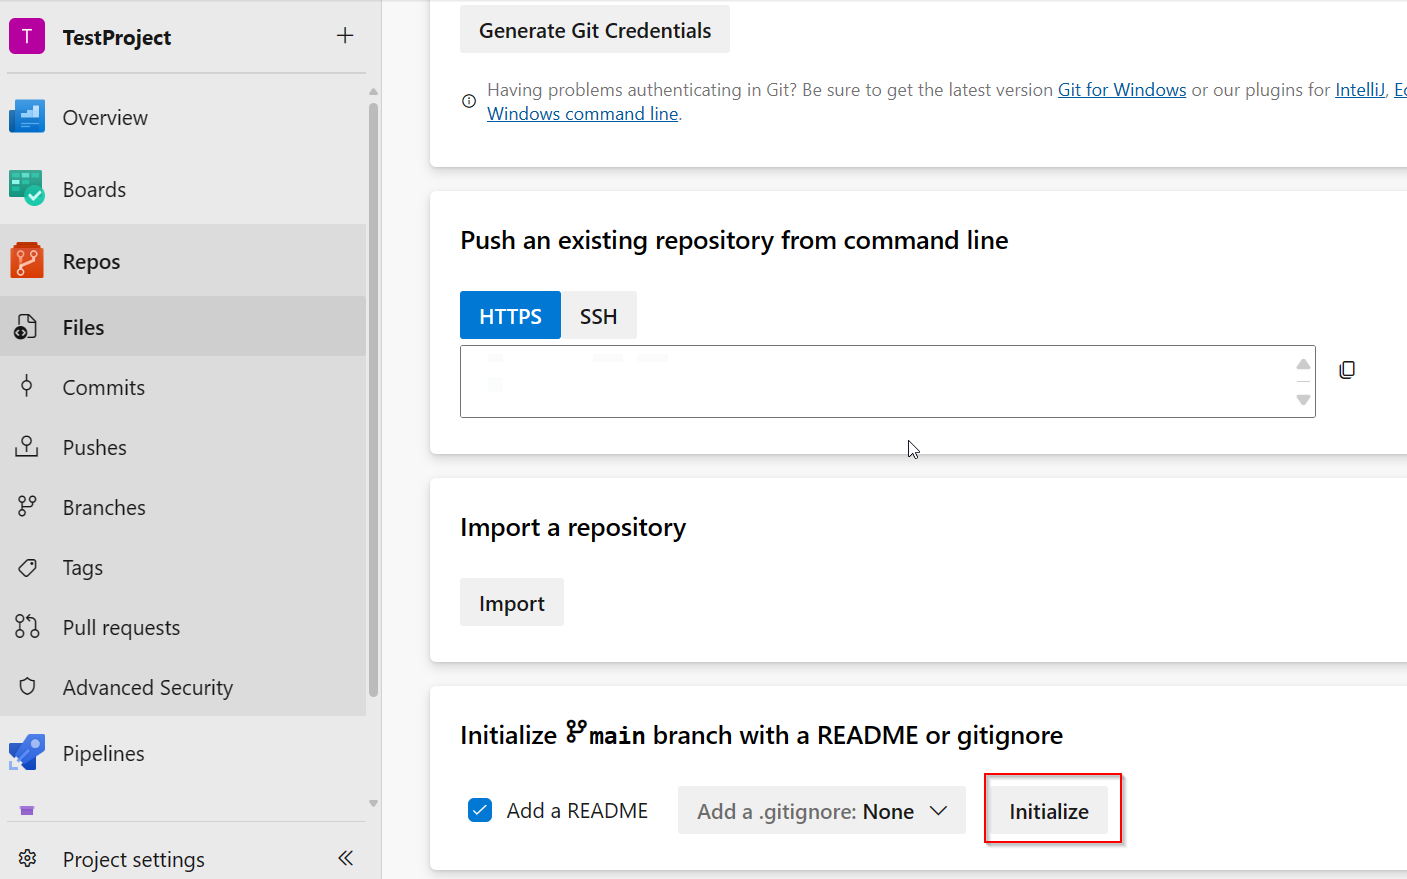 T TestProject
Overview
Boards
Repos
Files
Commits
Pushes
Branches
Tags
Pull requests
Advanced Security
Pipelines
Project settings
Generate Git Credentials
Having problems authenticating in Git? Be sure to get the latest version Git for Windows or our plugins for IntelliJ, Ec
Windows command line.
Push an existing repository from command line
HTTPS SSH
Import a repository
Import
Initialize main branch with a README or gitignore
Add a README Add a .gitignore: None Initialize